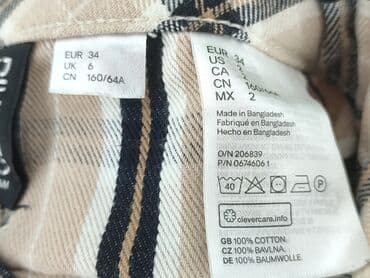 EUR 34
UK 6
CN 160/64A
EUR 34
US
CA
CN 160/64A
MX 2
Made in Bangladesh
Fabriqué en Bangladesh
Hecho en Bangladesh
O/N 206839
P/N 0674606 1
40
P
clevercare.info
GB 100% COTTON.
CZ 100% BAVLNA.
DE 100% BAUMWOLLE.